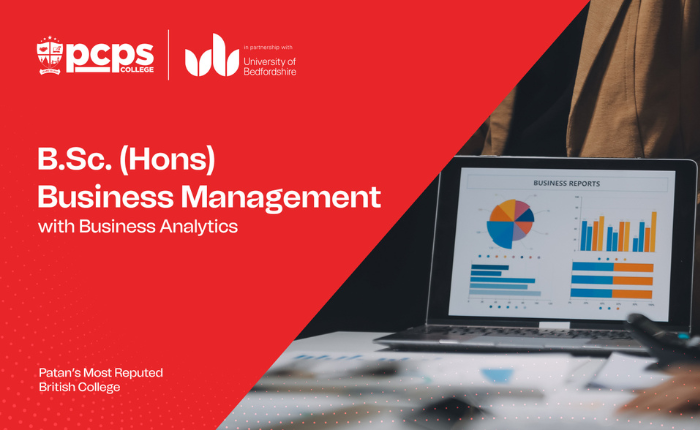 pcps
COLLEGE
in partnership with
University of
Bedfordshire
B.Sc. (Hons)
Business Management
with Business Analytics
BUSINESS REPORTS
Patan's Most Reputed
British College